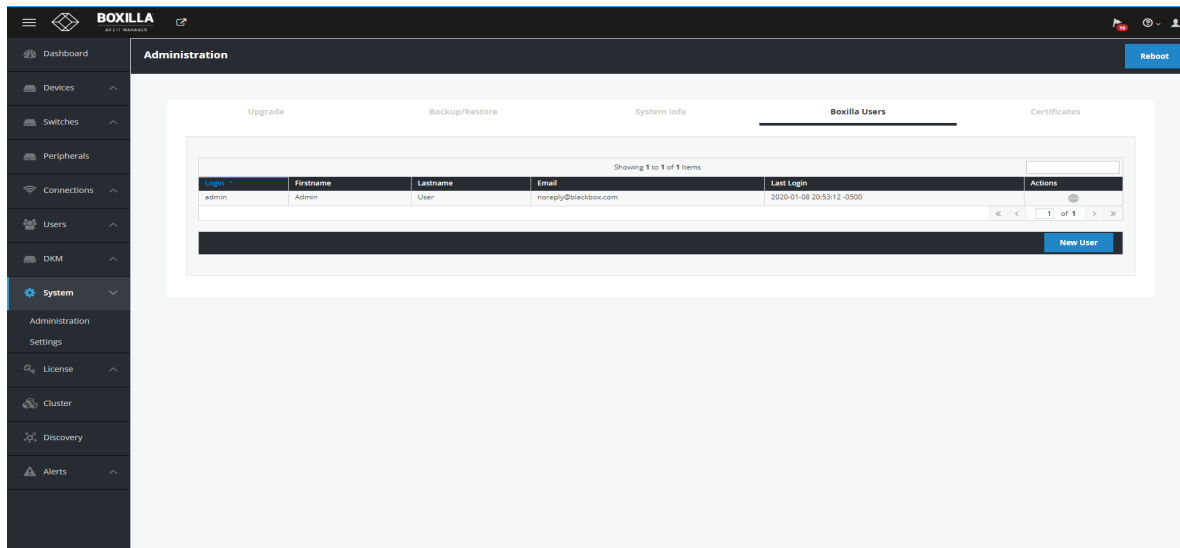 BOXILLA
AV/IT MANAGER
Dashboard
Administration
Reboot
Devices
Upgrade
Backup/Restore
System Info
Boxilla Users
Certificates
Switches
Peripherals
Showing 1 to 1 of 1 Items
Login Firstname Lastname Email Last Login Actions
admin Admin User noreply@blackbox.com 2020-01-08 20:53:12 -0500
Connections
« < 1 of 1 > »
Users
New User
DKM
System
Administration
Settings
License
Cluster
Discovery
Alerts